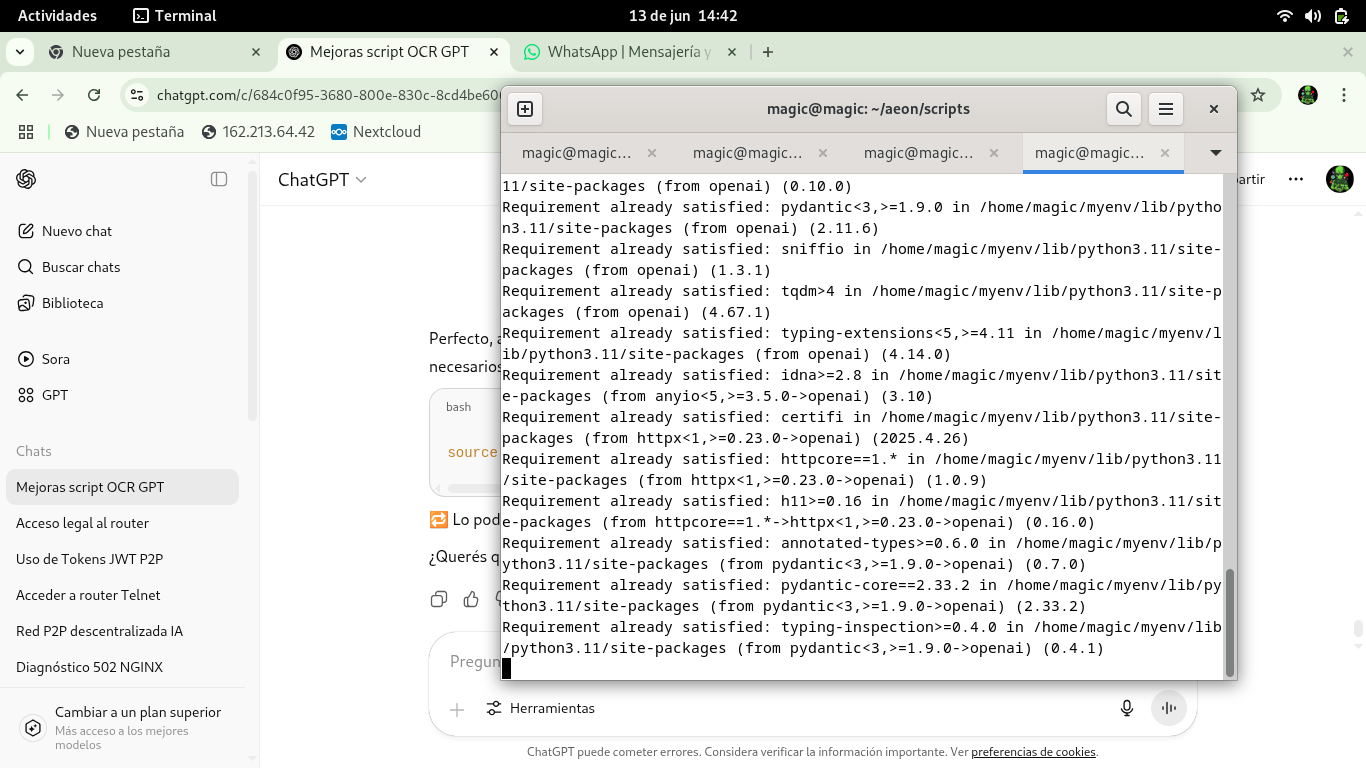 Actividades
Terminal
13 de jun 14:42
Nueva pestaña
Mejoras script OCR GPT
WhatsApp | Mensajería y
chatgpt.com/c/684c0f95-3680-800e-830c-8cd4be60
Nueva pestaña
162.213.64.42
Nextcloud
ChatGPT
Nuevo chat
Buscar chats
Biblioteca
Sora
GPT
Chats
Mejoras script OCR GPT
Acceso legal al router
Uso de Tokens JWT P2P
Acceder a router Telnet
Red P2P descentralizada IA
Diagnóstico 502 NGINX
Cambiar a un plan superior
Más acceso a los mejores
modelos
Perfecto,
necesarios
bash
source
Lo pod
¿Querés q
Pregun
Herramientas
ChatGPT puede cometer errores. Considera verificar la información importante. Ver preferencias de cookies.
artir
magic@magic: ~/aeon/scripts
magic@magic...
magic@magic...
magic@magic...
magic@magic...
11/site-packages (from openai) (0.10.0)
Requirement already satisfied: pydantic<3,>=1.9.0 in /home/magic/myenv/lib/pytho
n3.11/site-packages (from openai) (2.11.6)
Requirement already satisfied: sniffio in /home/magic/myenv/lib/python3.11/site-
packages (from openai) (1.3.1)
Requirement already satisfied: tqdm>4 in /home/magic/myenv/lib/python3.11/site-p
ackages (from openai) (4.67.1)
Requirement already satisfied: typing-extensions<5,>=4.11 in /home/magic/myenv/l
ib/python3.11/site-packages (from openai) (4.14.0)
Requirement already satisfied: idna>=2.8 in /home/magic/myenv/lib/python3.11/sit
e-packages (from anyio<5,>=3.5.0->openai) (3.10)
Requirement already satisfied: certifi in /home/magic/myenv/lib/python3.11/site-
packages (from httpx<1,>=0.23.0->openai) (2025.4.26)
Requirement already satisfied: httpcore==1.* in /home/magic/myenv/lib/python3.11
/site-packages (from httpx<1,>=0.23.0->openai) (1.0.9)
Requirement already satisfied: h11>=0.16 in /home/magic/myenv/lib/python3.11/sit
e-packages (from httpcore==1.*->httpx<1,>=0.23.0->openai) (0.16.0)
Requirement already satisfied: annotated-types>=0.6.0 in /home/magic/myenv/lib/p
ython3.11/site-packages (from pydantic<3,>=1.9.0->openai) (0.7.0)
Requirement already satisfied: pydantic-core==2.33.2 in /home/magic/myenv/lib/py
thon3.11/site-packages (from pydantic<3,>=1.9.0->openai) (2.33.2)
Requirement already satisfied: typing-inspection>=0.4.0 in /home/magic/myenv/lib
/python3.11/site-packages (from pydantic<3,>=1.9.0->openai) (0.4.1)